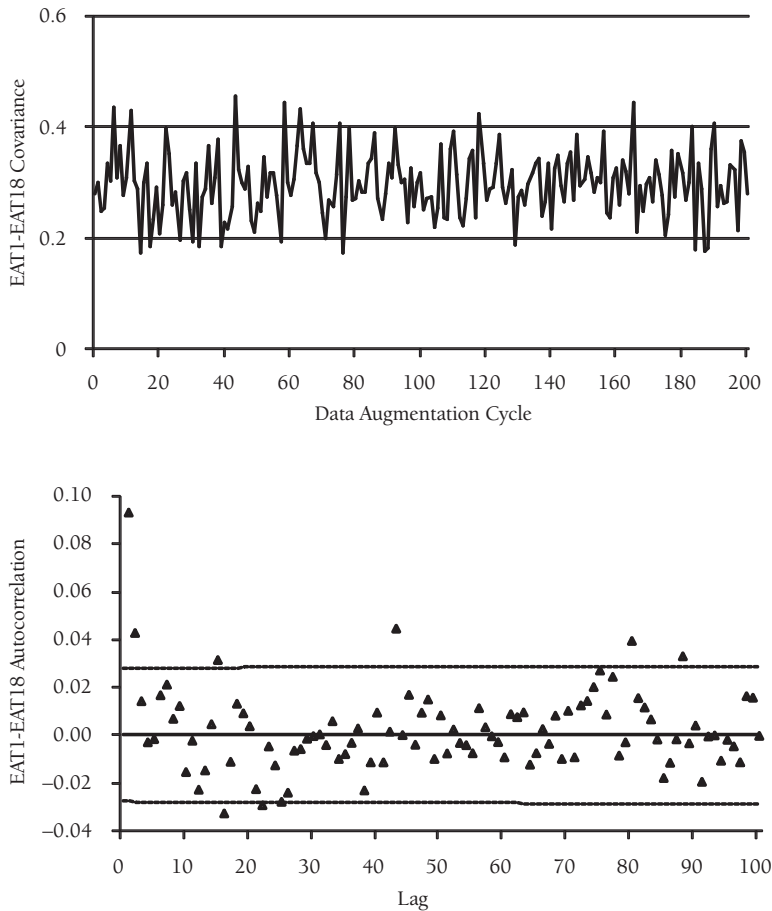 0.6
0.4
0.2
0
EAT1-EAT18 Covariance
0 20 40 60 80 100 120 140 160 180 200
Data Augmentation Cycle
0.10
0.08
0.06
0.04
0.02
0.00
–0.02
–0.04
EAT1-EAT18 Autocorrelation
0 10 20 30 40 50 60 70 80 90 100
Lag